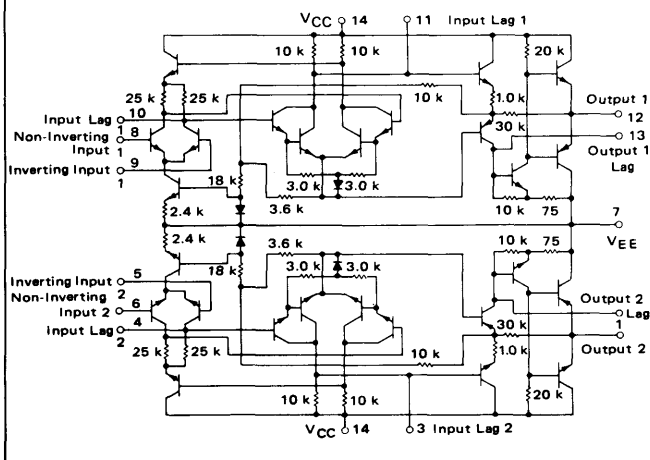 VCC 14 11 Input Lag 1
10 k 10 k 20 k
25 k 25 k 10 k 1.0 k Output 1
Input Lag 10 1 12
Non-Inverting 8 30 k 13
Input 1 Output 1
9 Lag
Inverting Input 1
18 k 3.0 k 3.0 k
2.4 k 3.6 k 10 k 75
7
VEE
2.4 k 3.6 k 10 k 75
18 k 3.0 k 3.0 k
Inverting Input 5
Non-Inverting 2 Output 2
Input 2 6 Lag
Input Lag 4 30 k 1
2 Output 2
25 k 25 k 10 k 1.0 k
10 k 10 k 20 k
VCC 14 3 Input Lag 2